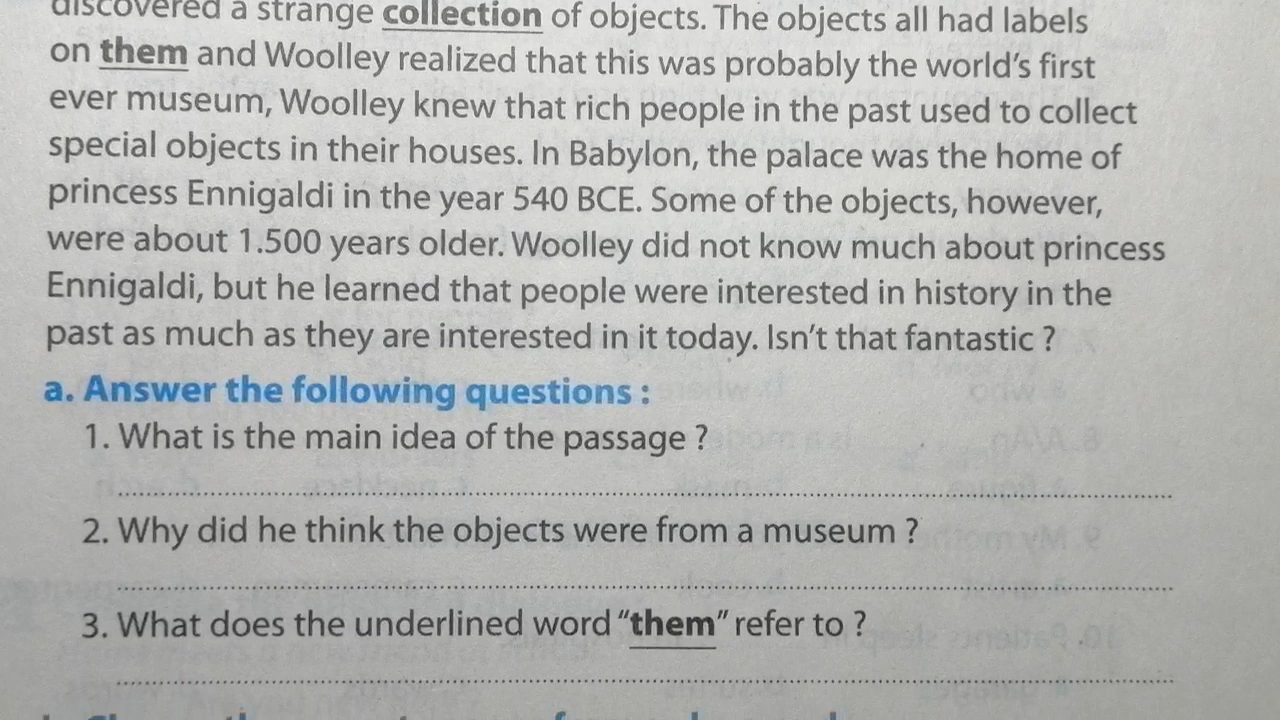 discovered a strange collection of objects. The objects all had labels
on them and Woolley realized that this was probably the world's first
ever museum, Woolley knew that rich people in the past used to collect
special objects in their houses. In Babylon, the palace was the home of
princess Ennigaldi in the year 540 BCE. Some of the objects, however,
were about 1.500 years older. Woolley did not know much about princess
Ennigaldi, but he learned that people were interested in history in the
past as much as they are interested in it today. Isn't that fantastic ?
a. Answer the following questions :
1. What is the main idea of the passage ?
2. Why did he think the objects were from a museum ?
3. What does the underlined word “them” refer to ?